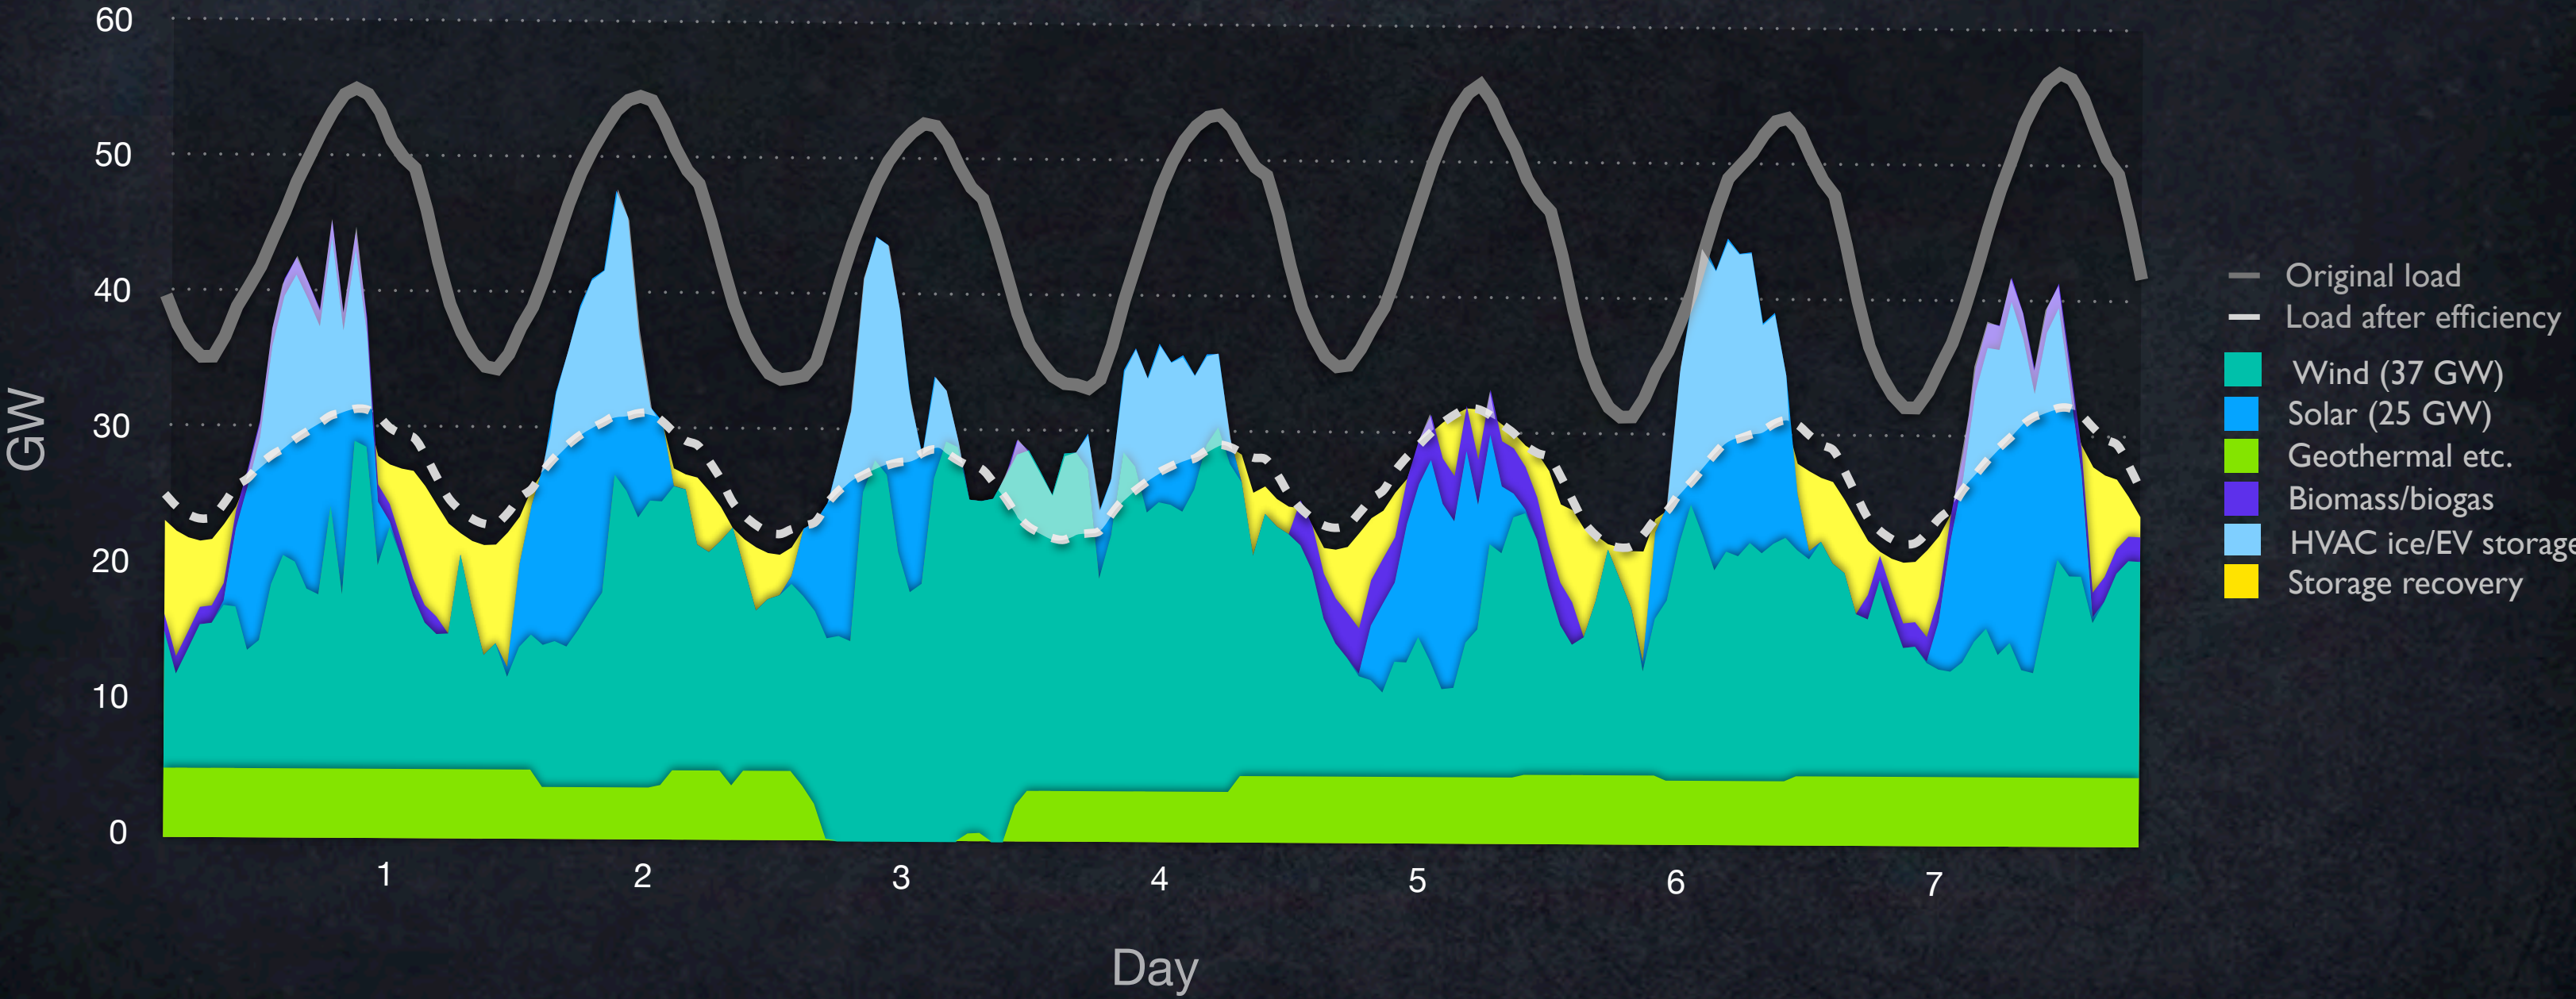 60
50
40
30
20
10
0
GW
1 2 3 4 5 6 7
Day
Original load
Load after efficiency
Wind (37 GW)
Solar (25 GW)
Geothermal etc.
Biomass/biogas
HVAC ice/EV storage
Storage recovery